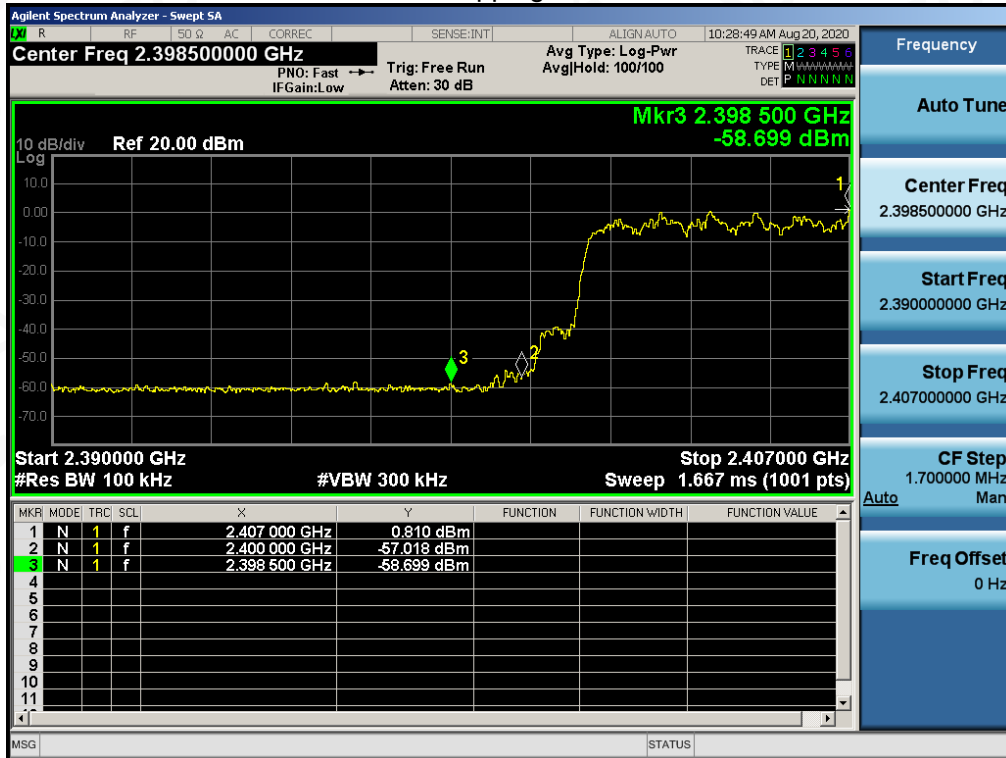 Agilent Spectrum Analyzer - Swept SA
LXI R RF 50 Ω AC CORREC SENSE:INT ALIGN AUTO 10:28:49 AM Aug 20, 2020
Center Freq 2.398500000 GHz
PNO: Fast
IFGain:Low
Trig: Free Run
Atten: 30 dB
Avg Type: Log-Pwr
Avg|Hold: 100/100
TRACE 1 2 3 4 5 6
TYPE M
DET P N N N N N
Frequency
Mkr3 2.398 500 GHz
-58.699 dBm
10 dB/div Ref 20.00 dBm
Log
10.0
0.00
-10.0
-20.0
-30.0
-40.0
-50.0
-60.0
-70.0
1
2
3
Start 2.390000 GHz
Stop 2.407000 GHz
#Res BW 100 kHz
#VBW 300 kHz
Sweep 1.667 ms (1001 pts)
MKR MODE TRC SCL X Y FUNCTION FUNCTION WIDTH FUNCTION VALUE
1 N 1 f 2.407 000 GHz 0.810 dBm
2 N 1 f 2.400 000 GHz -57.018 dBm
3 N 1 f 2.398 500 GHz -58.699 dBm
4
5
6
7
8
9
10
11
MSG
STATUS
Auto Tune
Center Freq
2.398500000 GHz
Start Freq
2.390000000 GHz
Stop Freq
2.407000000 GHz
CF Step
1.700000 MHz
Auto Man
Freq Offset
0 Hz